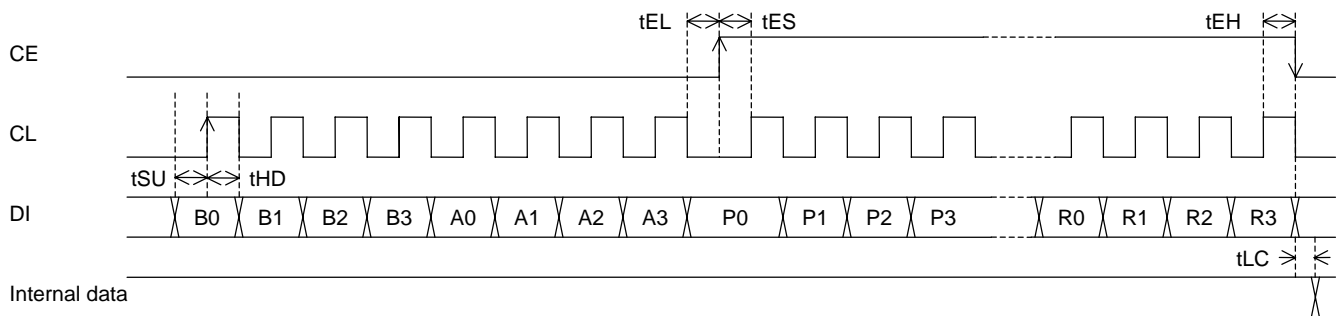 tEL tES tEH
CE
CL
tSU tHD
DI B0 B1 B2 B3 A0 A1 A2 A3 P0 P1 P2 P3 R0 R1 R2 R3
tLC
Internal data